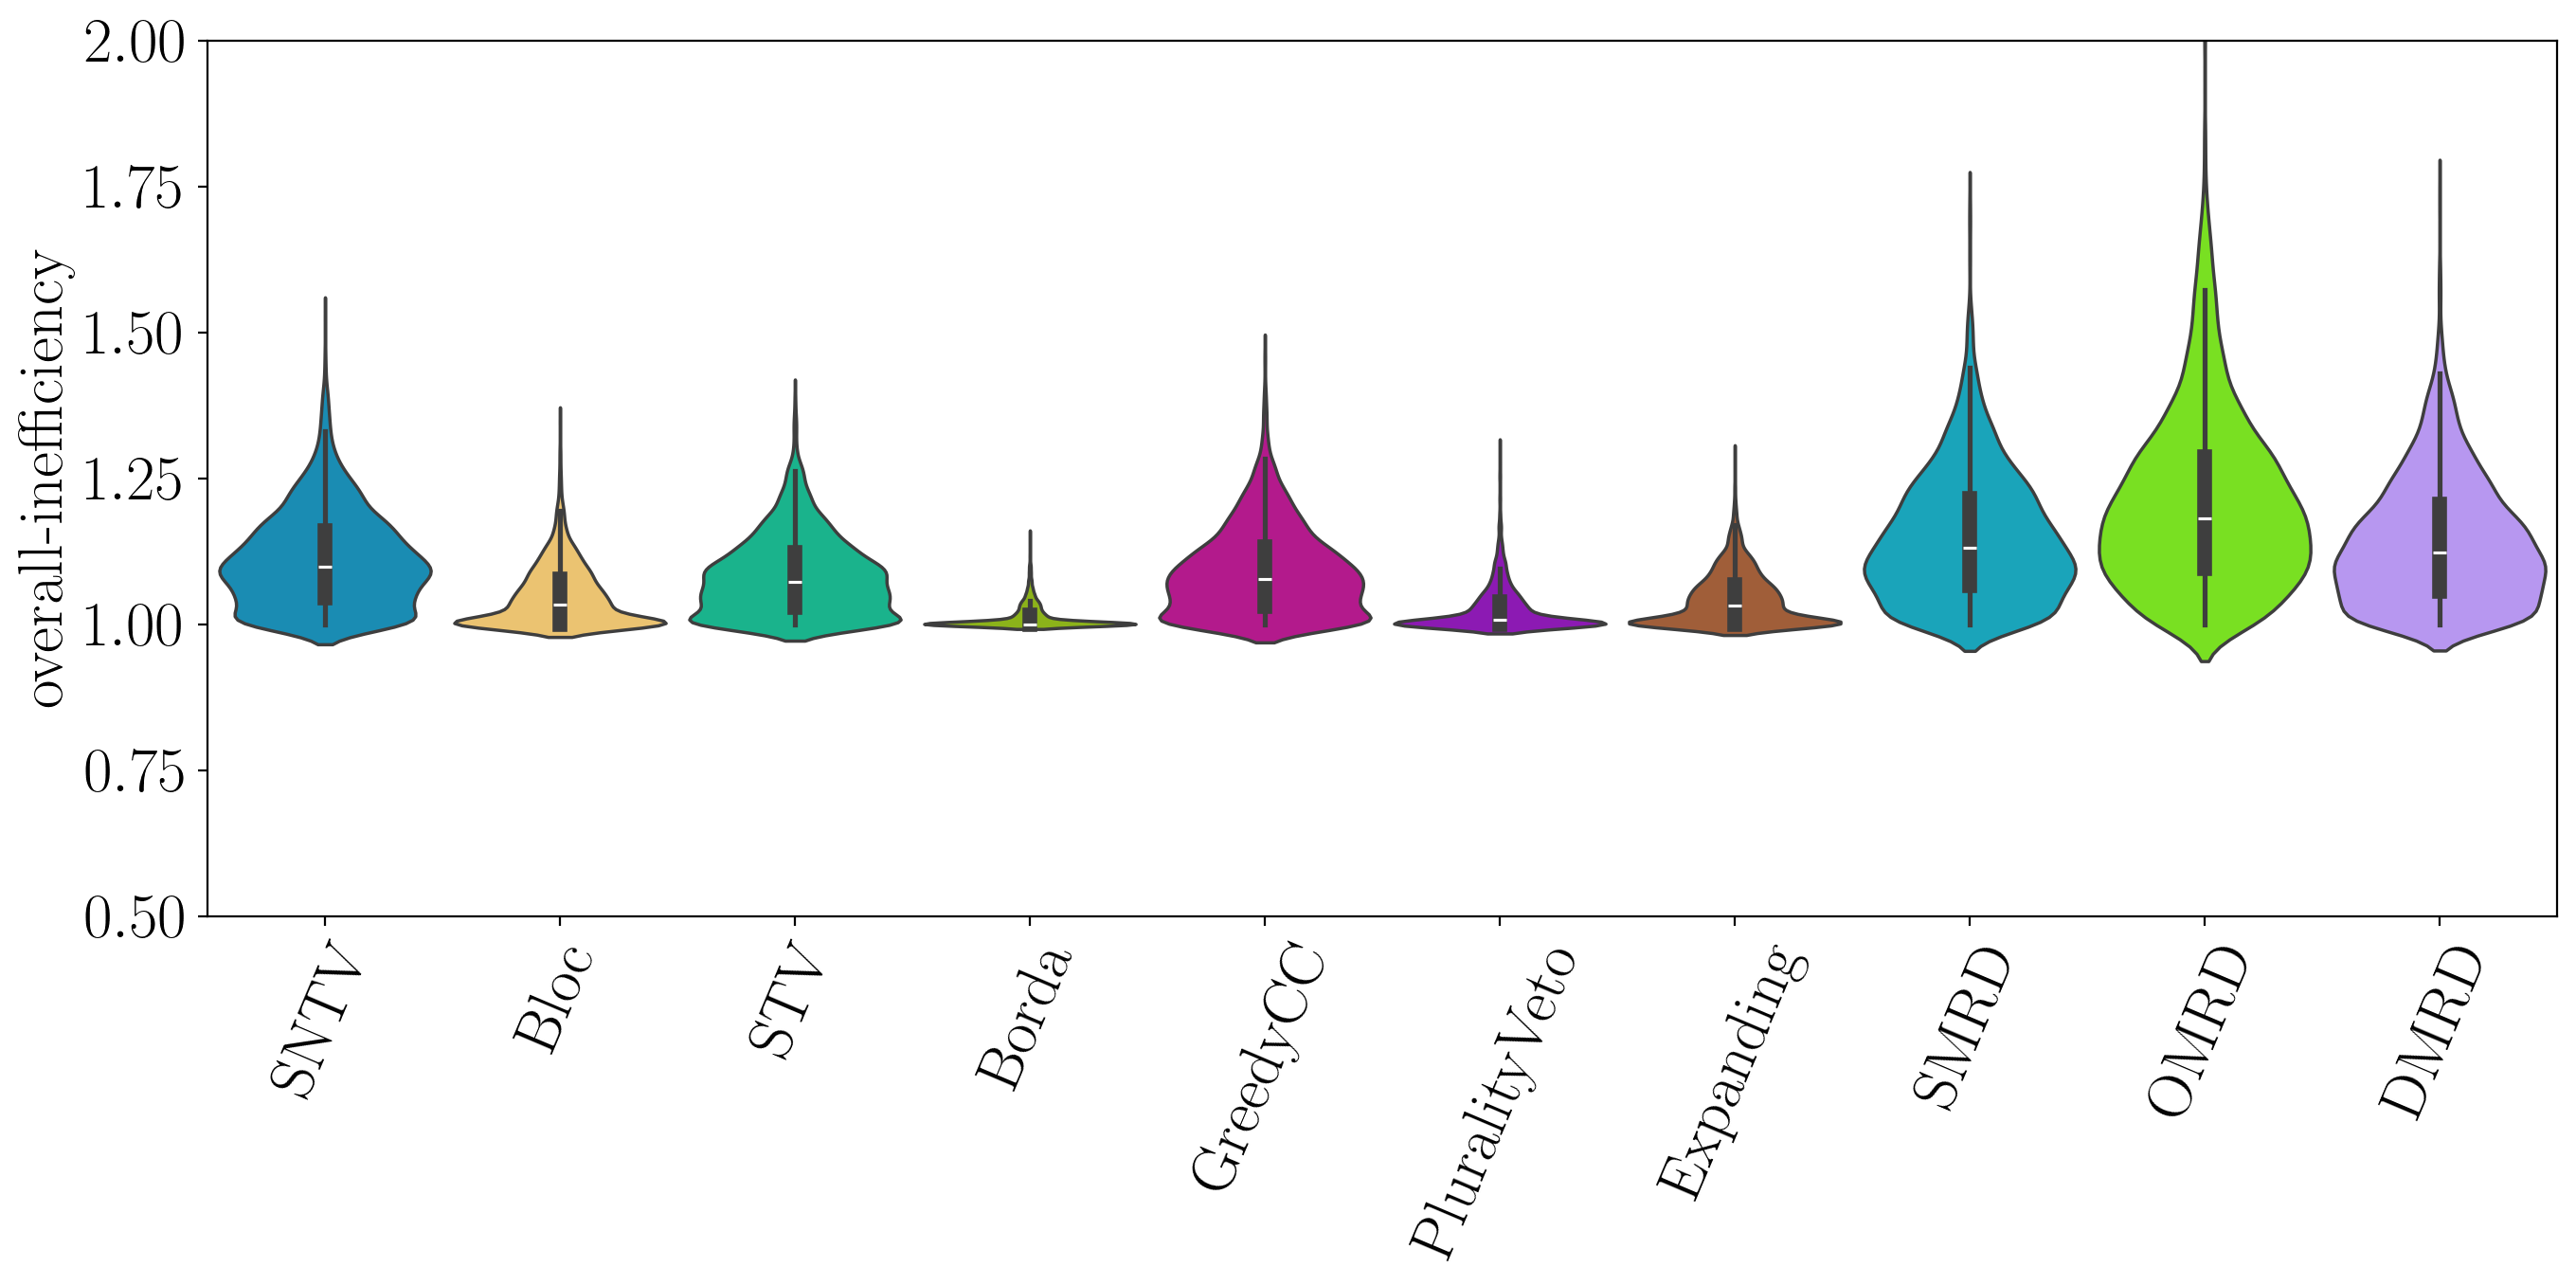 overall-inefficiency
2.00
1.75
1.50
1.25
1.00
0.75
0.50
SNTV
Bloc
STV
Borda
GreedyCC
PluralityVeto
Expanding
SMRD
OMRD
DMRD